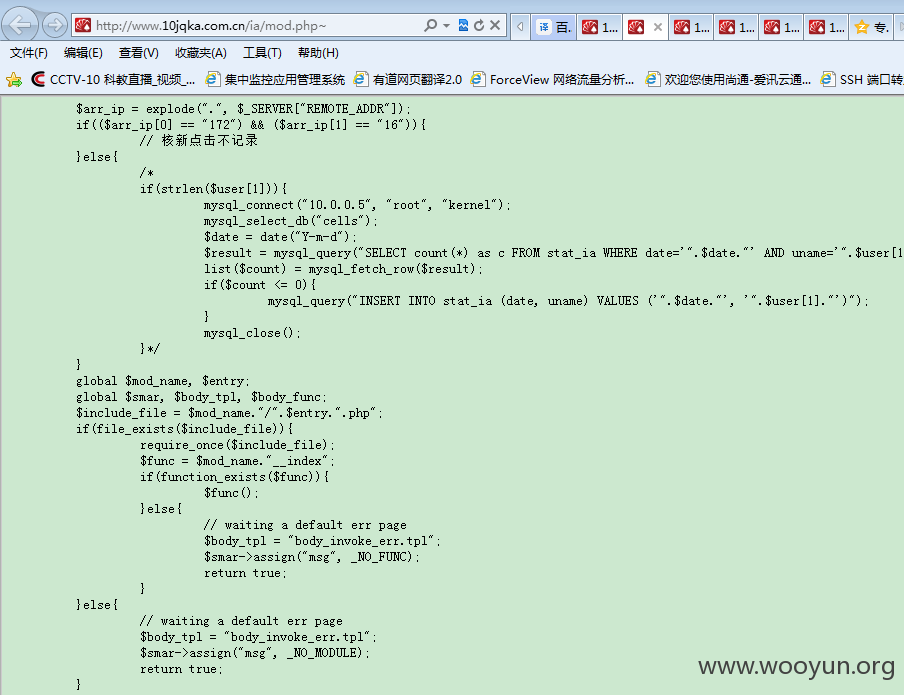 http://www.10jqka.com.cn/ia/mod.php~
译 百. 1... 1... 1... 1... 1... 专.
文件(F) 编辑(E) 查看(V) 收藏夹(A) 工具(T) 帮助(H)
CCTV-10 科教直播_视频_... 集中监控应用管理系统 有道网页翻译2.0 ForceView 网络流量分析... 欢迎您使用尚通-爱讯云通... SSH 端口转
$arr_ip = explode(".", $_SERVER["REMOTE_ADDR"]);
if(($arr_ip[0] == "172") && ($arr_ip[1] == "16")){
// 核新点击不记录
}else{
/*
if(strlen($user[1])){
mysql_connect("10.0.0.5", "root", "kernel");
mysql_select_db("cells");
$date = date("Y-m-d");
$result = mysql_query("SELECT count(*) as c FROM stat_ia WHERE date='".$date."' AND uname='".$user[1
list($count) = mysql_fetch_row($result);
if($count <= 0){
mysql_query("INSERT INTO stat_ia (date, uname) VALUES ('".$date."', '".$user[1]."')");
}
mysql_close();
}*/
}
global $mod_name, $entry;
global $smar, $body_tpl, $body_func;
$include_file = $mod_name."/".$entry.".php";
if(file_exists($include_file)){
require_once($include_file);
$func = $mod_name."__index";
if(function_exists($func)){
$func();
}else{
// waiting a default err page
$body_tpl = "body_invoke_err.tpl";
$smar->assign("msg", _NO_FUNC);
return true;
}
}else{
// waiting a default err page
$body_tpl = "body_invoke_err.tpl";
$smar->assign("msg", _NO_MODULE);
return true;
}
www.wooyun.org